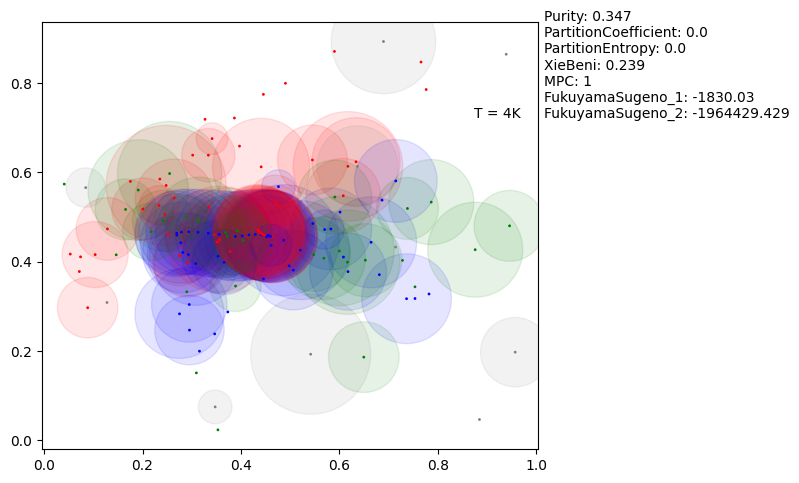 Purity: 0.347
PartitionCoefficient: 0.0
PartitionEntropy: 0.0
XieBeni: 0.239
MPC: 1
FukuyamaSugeno_1: -1830.03
FukuyamaSugeno_2: -1964429.429
T = 4K
0.8
0.6
0.4
0.2
0.0
0.0 0.2 0.4 0.6 0.8 1.0